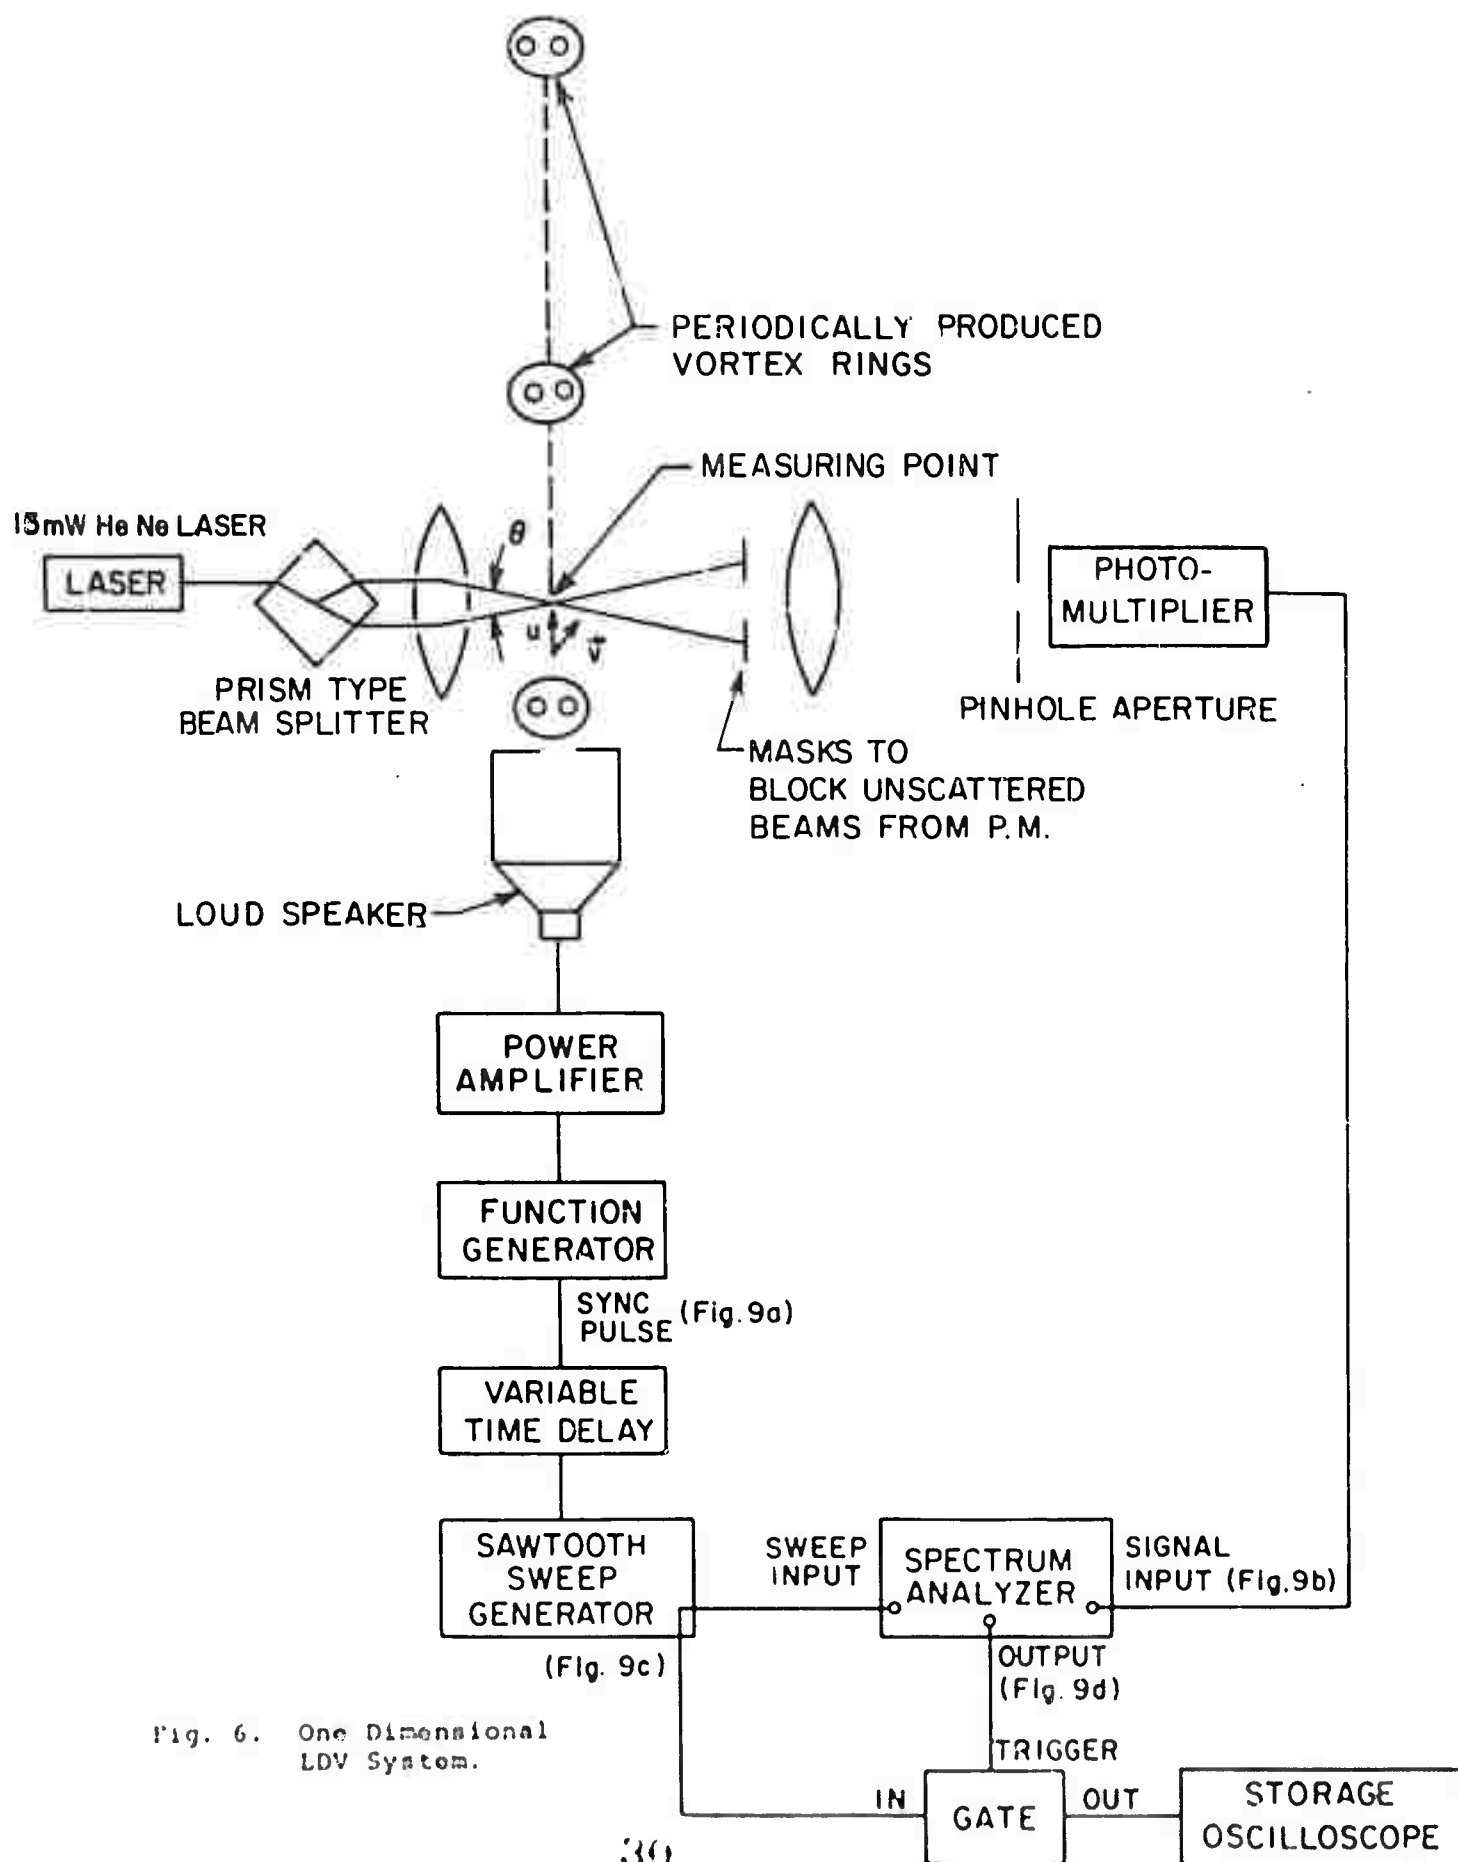 PERIODICALLY PRODUCED
VORTEX RINGS
MEASURING POINT
15mW He Ne LASER
LASER
θ
u
v
PHOTO-
MULTIPLIER
PRISM TYPE
BEAM SPLITTER
PINHOLE APERTURE
MASKS TO
BLOCK UNSCATTERED
BEAMS FROM P.M.
LOUD SPEAKER
POWER
AMPLIFIER
FUNCTION
GENERATOR
SYNC
PULSE (Fig. 9a)
VARIABLE
TIME DELAY
SAWTOOTH
SWEEP
GENERATOR
(Fig. 9c)
SWEEP
INPUT
SPECTRUM
ANALYZER
SIGNAL
INPUT (Fig. 9b)
OUTPUT
(Fig. 9d)
TRIGGER
IN
GATE
OUT
STORAGE
OSCILLOSCOPE
Fig. 6. One Dimensional
LDV System.